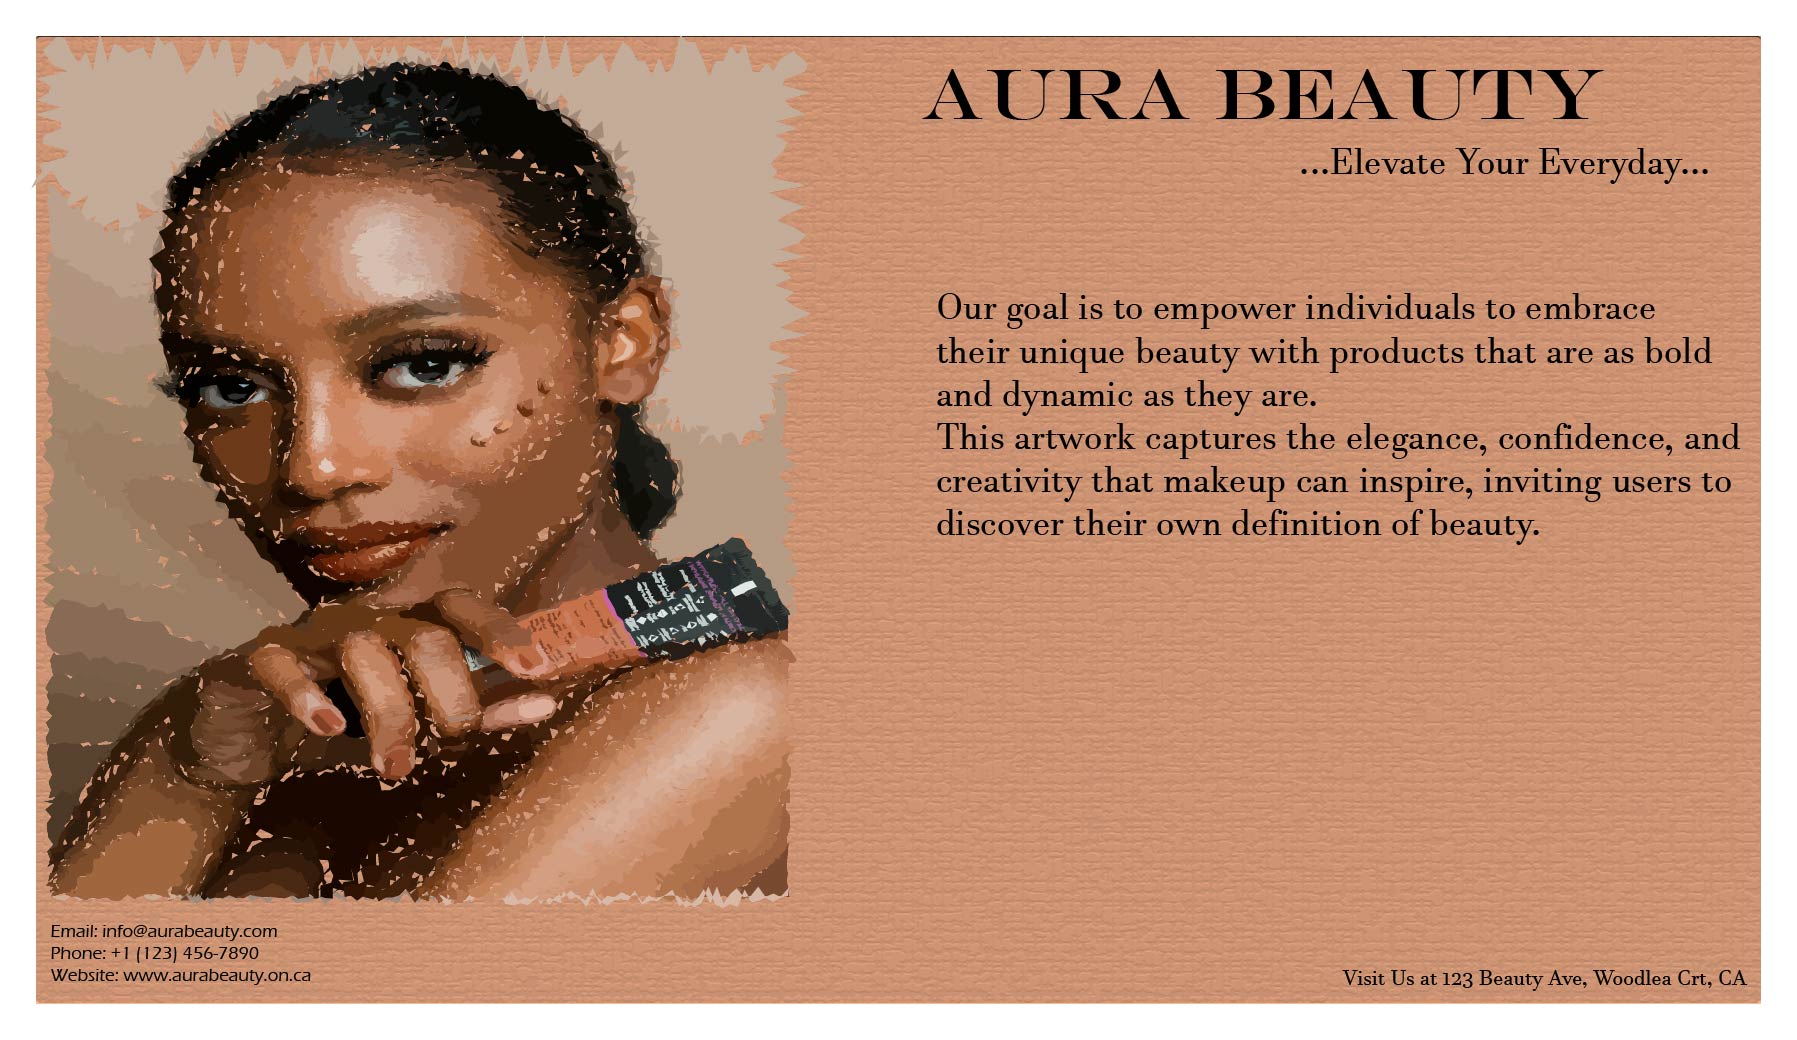 AURA BEAUTY
...Elevate Your Everyday...
Our goal is to empower individuals to embrace
their unique beauty with products that are as bold
and dynamic as they are.
This artwork captures the elegance, confidence, and
creativity that makeup can inspire, inviting users to
discover their own definition of beauty.
Email: info@aurabeauty.com
Phone: +1 (123) 456-7890
Website: www.aurabeauty.on.ca
Visit Us at 123 Beauty Ave, Woodlea Crt, CA